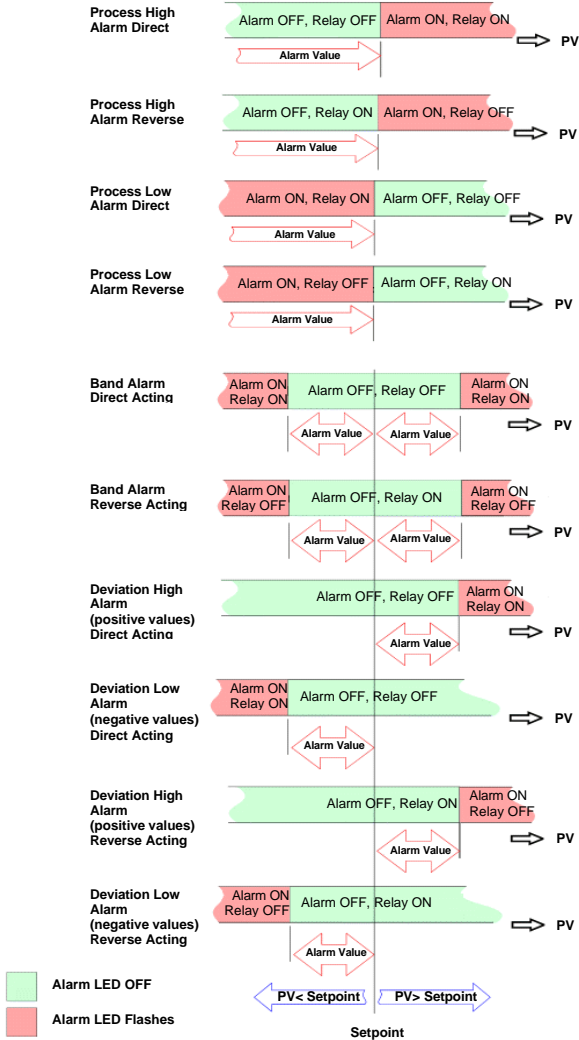 Process High
Alarm Direct
Alarm OFF, Relay OFF
Alarm ON, Relay ON
Alarm Value
PV
Process High
Alarm Reverse
Alarm OFF, Relay ON
Alarm ON, Relay OFF
Alarm Value
PV
Process Low
Alarm Direct
Alarm ON, Relay ON
Alarm OFF, Relay OFF
Alarm Value
PV
Process Low
Alarm Reverse
Alarm ON, Relay OFF
Alarm OFF, Relay ON
Alarm Value
PV
Band Alarm
Direct Acting
Alarm ON
Relay ON
Alarm OFF, Relay OFF
Alarm ON
Relay ON
Alarm Value
Alarm Value
PV
Band Alarm
Reverse Acting
Alarm ON
Relay OFF
Alarm OFF, Relay ON
Alarm ON
Relay OFF
Alarm Value
Alarm Value
PV
Deviation High
Alarm
(positive values)
Direct Acting
Alarm OFF, Relay OFF
Alarm ON
Relay ON
Alarm Value
PV
Deviation Low
Alarm
(negative values)
Direct Acting
Alarm ON
Relay ON
Alarm OFF, Relay OFF
Alarm Value
PV
Deviation High
Alarm
(positive values)
Reverse Acting
Alarm OFF, Relay ON
Alarm ON
Relay OFF
Alarm Value
PV
Deviation Low
Alarm
(negative values)
Reverse Acting
Alarm ON
Relay OFF
Alarm OFF, Relay ON
Alarm Value
PV
Alarm LED OFF
PV< Setpoint
PV> Setpoint
Alarm LED Flashes
Setpoint